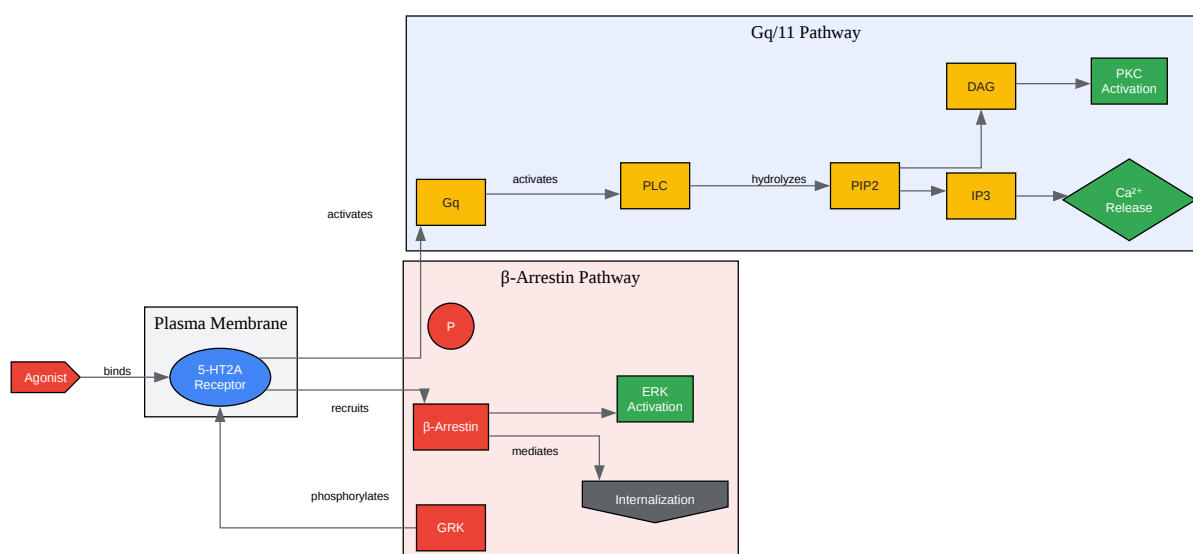 Gq/11 Pathway
DAG
PKC
Activation
activates
PLC
hydrolyzes
PIP2
IP3
Ca²⁺
Release
Gq
activates
β-Arrestin Pathway
P
Plasma Membrane
Agonist
binds
5-HT2A
Receptor
recruits
β-Arrestin
ERK
Activation
mediates
Internalization
phosphorylates
GRK